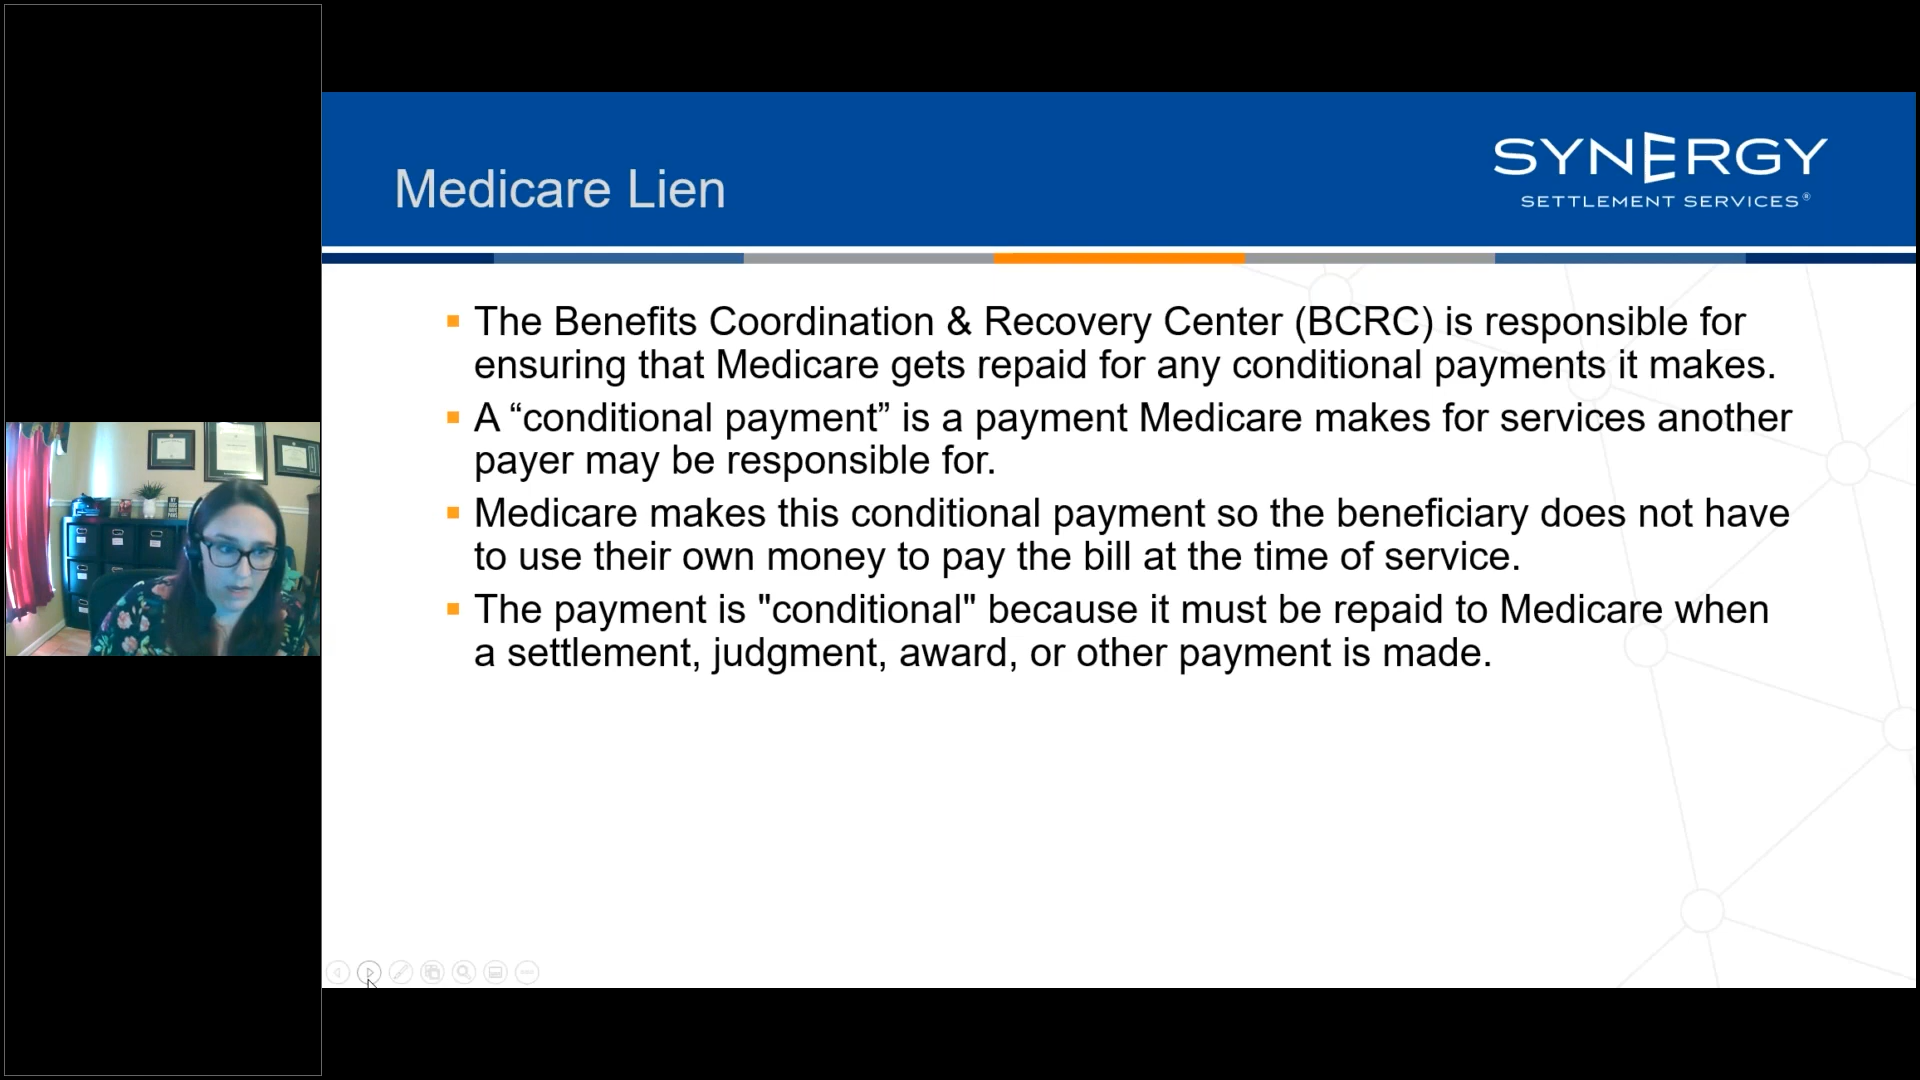 Medicare Lien
SYNERGY
SETTLEMENT SERVICES®
▪ The Benefits Coordination & Recovery Center (BCRC) is responsible for
ensuring that Medicare gets repaid for any conditional payments it makes.
▪ A “conditional payment” is a payment Medicare makes for services another
payer may be responsible for.
▪ Medicare makes this conditional payment so the beneficiary does not have
to use their own money to pay the bill at the time of service.
▪ The payment is "conditional" because it must be repaid to Medicare when
a settlement, judgment, award, or other payment is made.